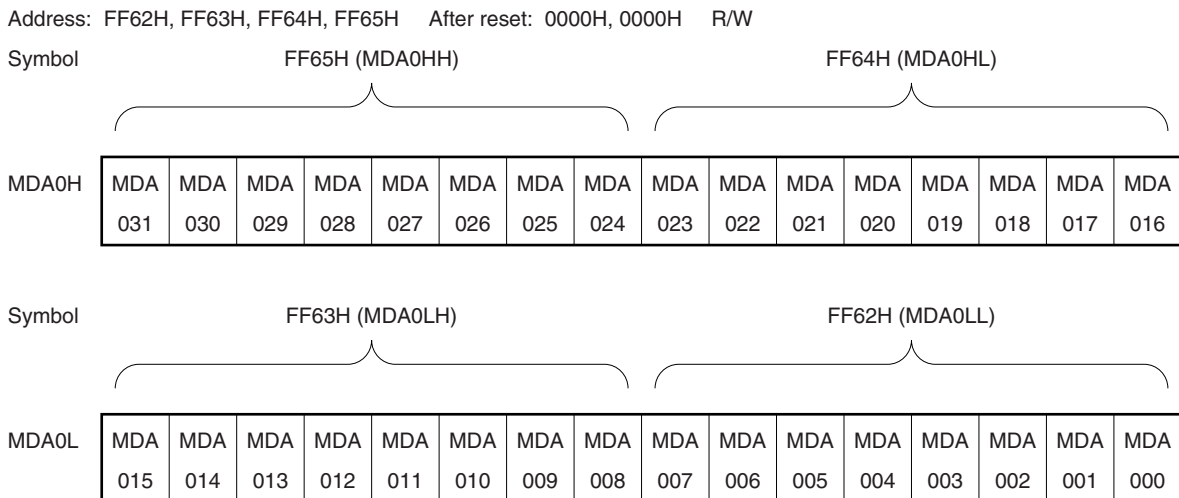 Address: FF62H, FF63H, FF64H, FF65H After reset: 0000H, 0000H R/W
Symbol FF65H (MDA0HH) FF64H (MDA0HL)
MDA0H MDA MDA MDA MDA MDA MDA MDA MDA MDA MDA MDA MDA MDA MDA MDA MDA
031 030 029 028 027 026 025 024 023 022 021 020 019 018 017 016
Symbol FF63H (MDA0LH) FF62H (MDA0LL)
MDA0L MDA MDA MDA MDA MDA MDA MDA MDA MDA MDA MDA MDA MDA MDA MDA MDA
015 014 013 012 011 010 009 008 007 006 005 004 003 002 001 000